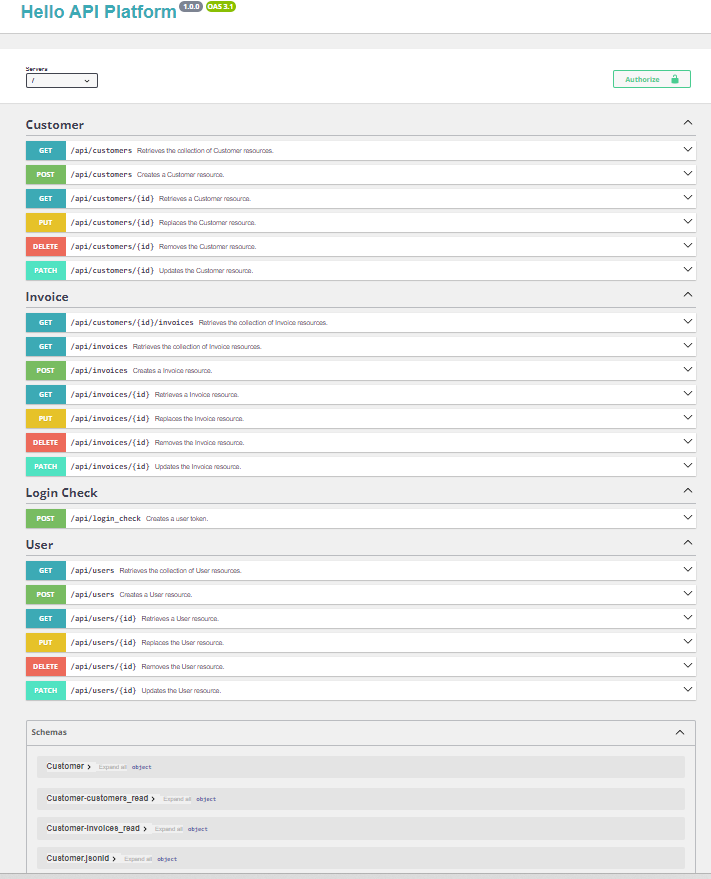 Hello API Platform 1.0.0 OAS 3.1
Servers
/
Authorize
Customer
GET /api/customers Retrieves the collection of Customer resources.
POST /api/customers Creates a Customer resource.
GET /api/customers/{id} Retrieves a Customer resource.
PUT /api/customers/{id} Replaces the Customer resource.
DELETE /api/customers/{id} Removes the Customer resource.
PATCH /api/customers/{id} Updates the Customer resource.
Invoice
GET /api/customers/{id}/invoices Retrieves the collection of Invoice resources.
GET /api/invoices Retrieves the collection of Invoice resources.
POST /api/invoices Creates a Invoice resource.
GET /api/invoices/{id} Retrieves a Invoice resource.
PUT /api/invoices/{id} Replaces the Invoice resource.
DELETE /api/invoices/{id} Removes the Invoice resource.
PATCH /api/invoices/{id} Updates the Invoice resource.
Login Check
POST /api/login_check Creates a user token.
User
GET /api/users Retrieves the collection of User resources.
POST /api/users Creates a User resource.
GET /api/users/{id} Retrieves a User resource.
PUT /api/users/{id} Replaces the User resource.
DELETE /api/users/{id} Removes the User resource.
PATCH /api/users/{id} Updates the User resource.
Schemas
Customer Expand all object
Customer-customers_read Expand all object
Customer-invoices_read Expand all object
Customer.jsonld Expand all object